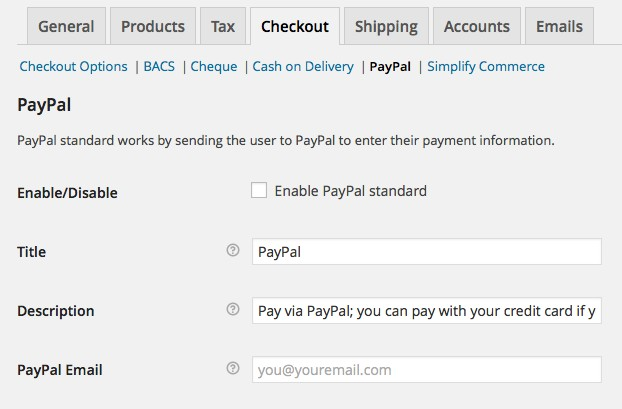 General Products Tax Checkout Shipping Accounts Emails
Checkout Options | BACS | Cheque | Cash on Delivery | PayPal | Simplify Commerce
PayPal
PayPal standard works by sending the user to PayPal to enter their payment information.
Enable/Disable Enable PayPal standard
Title ? PayPal
Description ? Pay via PayPal; you can pay with your credit card if y
PayPal Email ? you@youremail.com